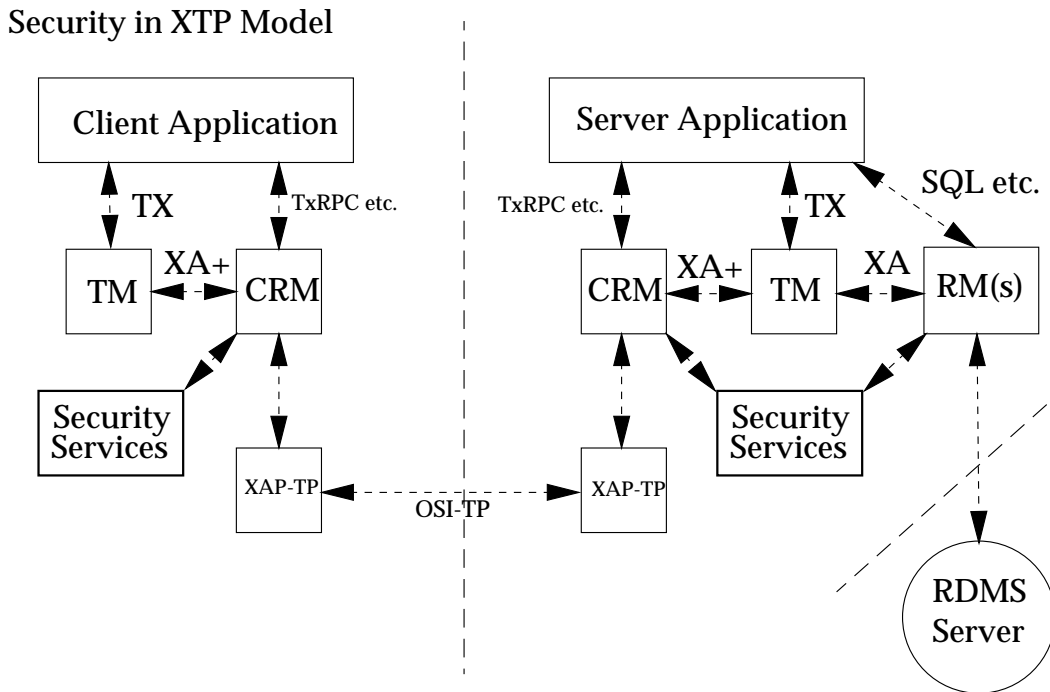 Security in XTP Model
Client Application
Server Application
TX
TxRPC etc.
TxRPC etc.
TX
SQL etc.
TM
XA+
CRM
CRM
XA+
TM
XA
RM(s)
Security
Services
Security
Services
XAP-TP
OSI-TP
XAP-TP
RDMS
Server